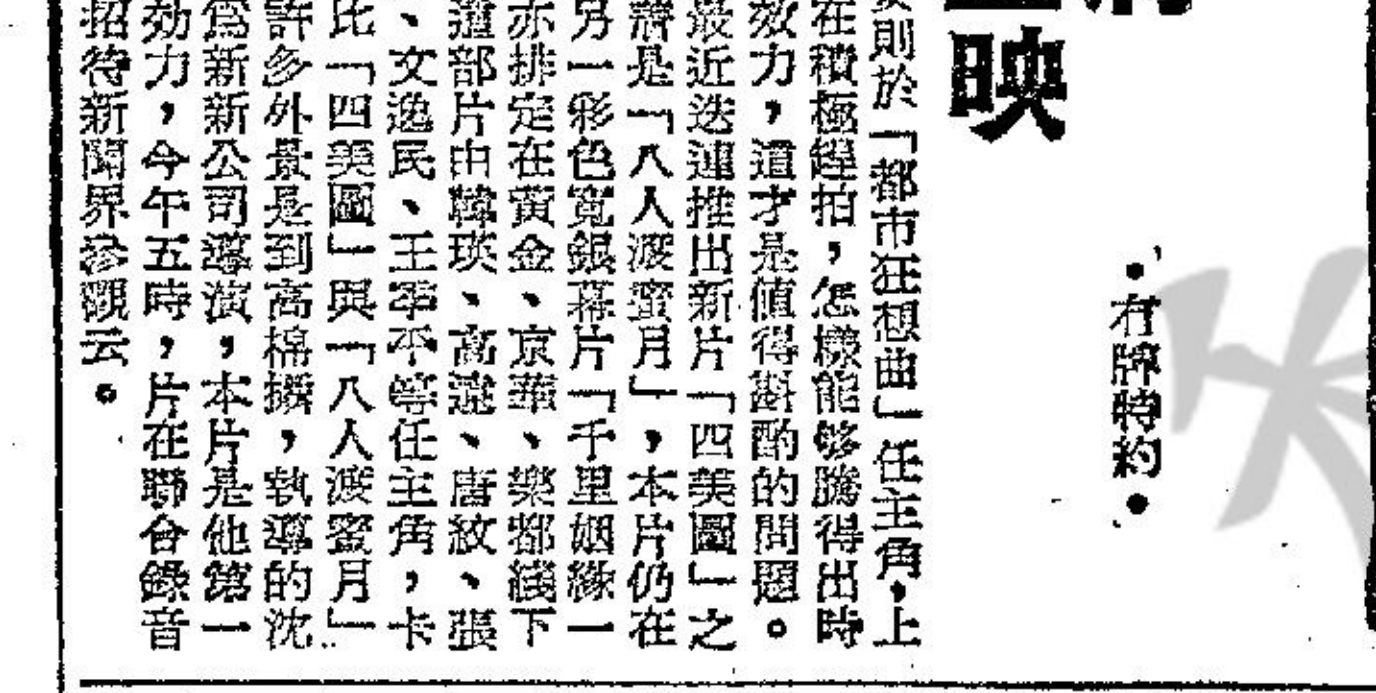 映
•有牌特約•
則於「都市狂想曲」任主角，上
在積極趕拍，怎樣能够騰得出時
效力，這才是值得斟酌的問題。
最近迭連推出新片「四美圖」之
是「八人渡蜜月」，本片仍在
另一彩色寬銀幕片「千里姻緣一
亦排定在黃金、京華、樂都綫下
這部片由韓瑛、高遠、唐紋、張
、文逸民、王等任主角，卡
比「四美圖」與「八人渡蜜月」
許多外景是到高棉攝，執導的沈
爲新新公司導演，本片是他第一
効力，今午五時，片在聯合錄音
招待新聞界參觀云。